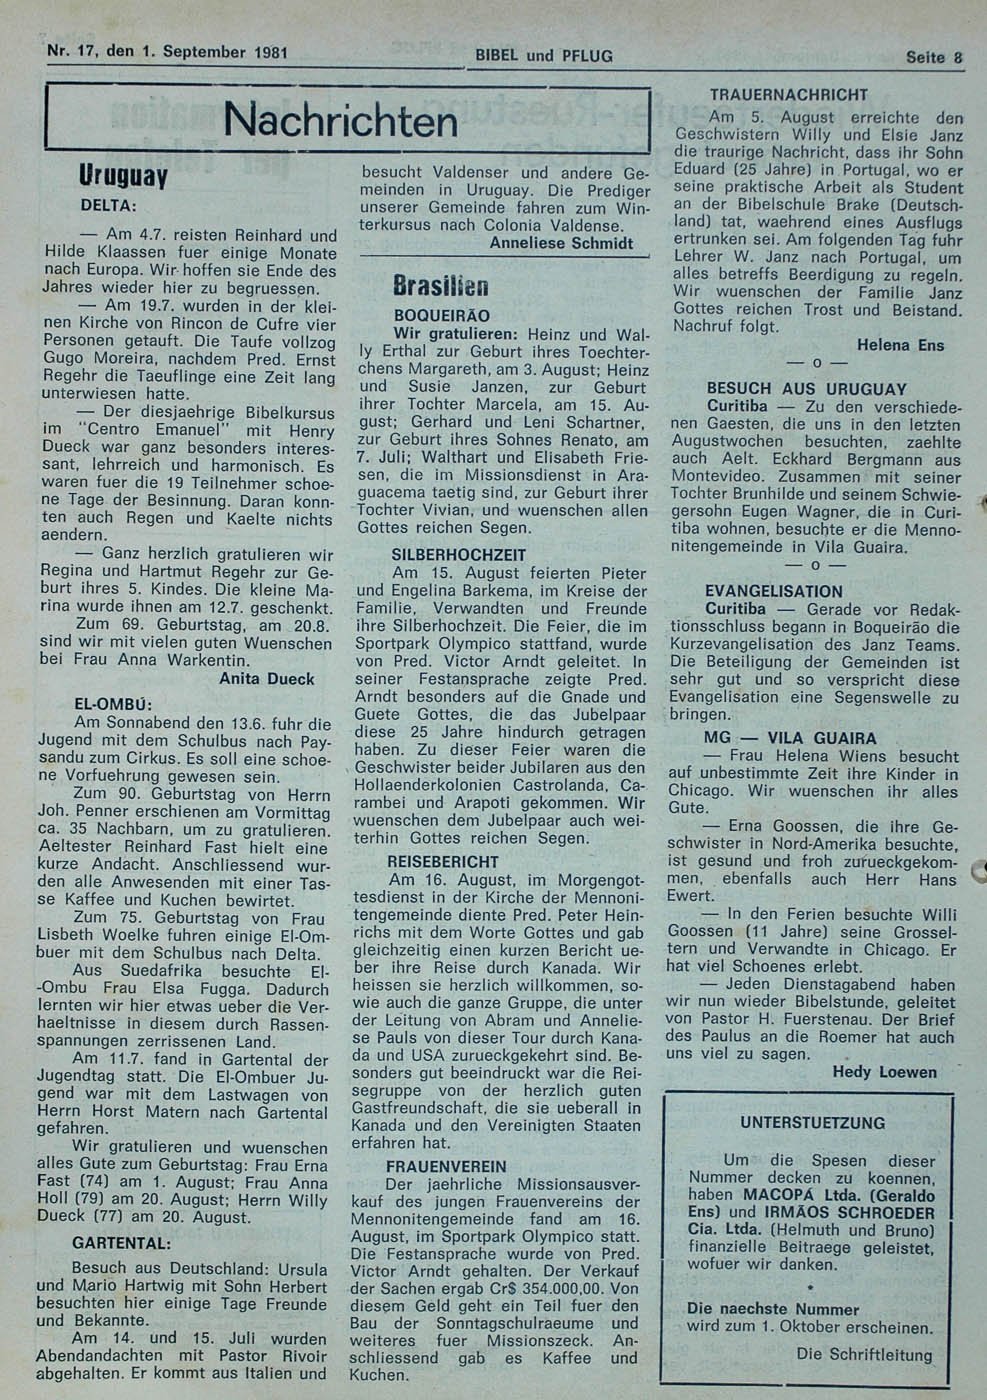 Nr. 17, den 1. September 1981
BIBEL und PFLUG
Seite 8
Nachrichten
Uruguay
DELTA:
— Am 4.7. reisten Reinhard und
Hilde Klaassen fuer einige Monate
nach Europa. Wir hoffen sie Ende des
Jahres wieder hier zu begruessen.
— Am 19.7. wurden in der klei-
nen Kirche von Rincon de Cufre vier
Personen getauft. Die Taufe vollzog
Gugo Moreira, nachdem Pred. Ernst
Regehr die Taeuflinge eine Zeit lang
unterwiesen hatte.
— Der diesjaehrige Bibelkursus
im "Centro Emanuel" mit Henry
Dueck war ganz besonders interes-
sant, lehrreich und harmonisch. Es
waren fuer die 19 Teilnehmer schoe-
ne Tage der Besinnung. Daran konn-
ten auch Regen und Kaelte nichts
aendern.
— Ganz herzlich gratulieren wir
Regina und Hartmut Regehr zur Ge-
burt ihres 5. Kindes. Die kleine Ma-
rina wurde ihnen am 12.7. geschenkt.
Zum 69. Geburtstag, am 20.8.
sind wir mit vielen guten Wuenschen
bei Frau Anna Warkentin.
Anita Dueck
EL-OMBÚ:
Am Sonnabend den 13.6. fuhr die
Jugend mit dem Schulbus nach Pay-
sandu zum Cirkus. Es soll eine schoe-
ne Vorfuehrung gewesen sein.
Zum 90. Geburtstag von Herrn
Joh. Penner erschienen am Vormittag
ca. 35 Nachbarn, um zu gratulieren.
Aeltester Reinhard Fast hielt eine
kurze Andacht. Anschliessend wur-
den alle Anwesenden mit einer Tas-
se Kaffee und Kuchen bewirtet.
Zum 75. Geburtstag von Frau
Lisbeth Woelke fuhren einige El-Om-
buer mit dem Schulbus nach Delta.
Aus Suedafrika besuchte El-
-Ombu Frau Elsa Fugga. Dadurch
lernten wir hier etwas ueber die Ver-
haeltnisse in diesem durch Rassen-
spannungen zerrissenen Land.
Am 11.7. fand in Gartental der
Jugendtag statt. Die El-Ombuer Ju-
gend war mit dem Lastwagen von
Herrn Horst Matern nach Gartental
gefahren.
Wir gratulieren und wuenschen
alles Gute zum Geburtstag: Frau Erna
Fast (74) am 1. August; Frau Anna
Holl (79) am 20. August; Herrn Willy
Dueck (77) am 20. August.
GARTENTAL:
Besuch aus Deutschland: Ursula
und Mario Hartwig mit Sohn Herbert
besuchten hier einige Tage Freunde
und Bekannte.
Am 14. und 15. Juli wurden
Abendandachten mit Pastor Rivoir
abgehalten. Er kommt aus Italien und
besucht Valdenser und andere Ge-
meinden in Uruguay. Die Prediger
unserer Gemeinde fahren zum Win-
terkursus nach Colonia Valdense.
Anneliese Schmidt
Brasilien
BOQUEIRÃO
Wir gratulieren: Heinz und Wal-
ly Erthal zur Geburt ihres Toechter-
chens Margareth, am 3. August; Heinz
und Susie Janzen, zur Geburt
ihrer Tochter Marcela, am 15. Au-
gust; Gerhard und Leni Schartner,
zur Geburt ihres Sohnes Renato, am
7. Juli; Walthart und Elisabeth Frie-
sen, die im Missionsdienst in Ara-
guacema taetig sind, zur Geburt ihrer
Tochter Vivian, und wuenschen allen
Gottes reichen Segen.
SILBERHOCHZEIT
Am 15. August feierten Pieter
und Engelina Barkema, im Kreise der
Familie, Verwandten und Freunde
ihre Silberhochzeit. Die Feier, die im
Sportpark Olympico stattfand, wurde
von Pred. Victor Arndt geleitet. In
seiner Festansprache zeigte Pred.
Arndt besonders auf die Gnade und
Guete Gottes, die das Jubelpaar
diese 25 Jahre hindurch getragen
haben. Zu dieser Feier waren die
Geschwister beider Jubilaren aus den
Hollaenderkolonien Castrolanda, Ca-
rambei und Arapoti gekommen. Wir
wuenschen dem Jubelpaar auch wei-
terhin Gottes reichen Segen.
REISEBERICHT
Am 16. August, im Morgengot-
tesdienst in der Kirche der Mennoni-
tengemeinde diente Pred. Peter Hein-
richs mit dem Worte Gottes und gab
gleichzeitig einen kurzen Bericht ue-
ber ihre Reise durch Kanada. Wir
heissen sie herzlich willkommen, so-
wie auch die ganze Gruppe, die unter
der Leitung von Abram und Annelie-
se Pauls von dieser Tour durch Kana-
da und USA zurueckgekehrt sind. Be-
sonders gut beeindruckt war die Rei-
segruppe von der herzlich guten
Gastfreundschaft, die sie ueberall in
Kanada und den Vereinigten Staaten
erfahren hat.
FRAUENVEREIN
Der jaehrliche Missionsausver-
kauf des jungen Frauenvereins der
Mennonitengemeinde fand am 16.
August, im Sportpark Olympico statt.
Die Festansprache wurde von Pred.
Victor Arndt gehalten. Der Verkauf
der Sachen ergab Cr$ 354.000,00. Von
diesem Geld geht ein Teil fuer den
Bau der Sonntagschulraeume und
weiteres fuer Missionszeck. An-
schliessend gab es Kaffee und
Kuchen.
TRAUERNACHRICHT
Am 5. August erreichte den
Geschwistern Willy und Elsie Janz
die traurige Nachricht, dass ihr Sohn
Eduard (25 Jahre) in Portugal, wo er
seine praktische Arbeit als Student
an der Bibelschule Brake (Deutsch-
land) tat, waehrend eines Ausflugs
ertrunken sei. Am folgenden Tag fuhr
Lehrer W. Janz nach Portugal, um
alles betreffs Beerdigung zu regeln.
Wir wuenschen der Familie Janz
Gottes reichen Trost und Beistand.
Nachruf folgt.
Helena Ens
— o —
BESUCH AUS URUGUAY
Curitiba — Zu den verschiede-
nen Gaesten, die uns in den letzten
Augustwochen besuchten, zaehlte
auch Aelt. Eckhard Bergmann aus
Montevideo. Zusammen mit seiner
Tochter Brunhilde und seinem Schwie-
gersohn Eugen Wagner, die in Curi-
tiba wohnen, besuchte er die Menno-
nitengemeinde in Vila Guaira.
— o —
EVANGELISATION
Curitiba — Gerade vor Redak-
tionsschluss begann in Boqueirão die
Kurzevangelisation des Janz Teams.
Die Beteiligung der Gemeinden ist
sehr gut und so verspricht diese
Evangelisation eine Segenswelle zu
bringen.
MG — VILA GUAIRA
— Frau Helena Wiens besucht
auf unbestimmte Zeit ihre Kinder in
Chicago. Wir wuenschen ihr alles
Gute.
— Erna Goossen, die ihre Ge-
schwister in Nord-Amerika besuchte,
ist gesund und froh zurueckgekom-
men, ebenfalls auch Herr Hans
Ewert.
— In den Ferien besuchte Willi
Goossen (11 Jahre) seine Grossel-
tern und Verwandte in Chicago. Er
hat viel Schoenes erlebt.
— Jeden Dienstagabend haben
wir nun wieder Bibelstunde, geleitet
von Pastor H. Fuerstenau. Der Brief
des Paulus an die Roemer hat auch
uns viel zu sagen.
Hedy Loewen
UNTERSTUETZUNG
Um die Spesen dieser
Nummer decken zu koennen,
haben MACOPÁ Ltda. (Geraldo
Ens) und IRMÃOS SCHROEDER
Cia. Ltda. (Helmuth und Bruno)
finanzielle Beitraege geleistet,
wofuer wir danken.
*
Die naechste Nummer
wird zum 1. Oktober erscheinen.
Die Schriftleitung